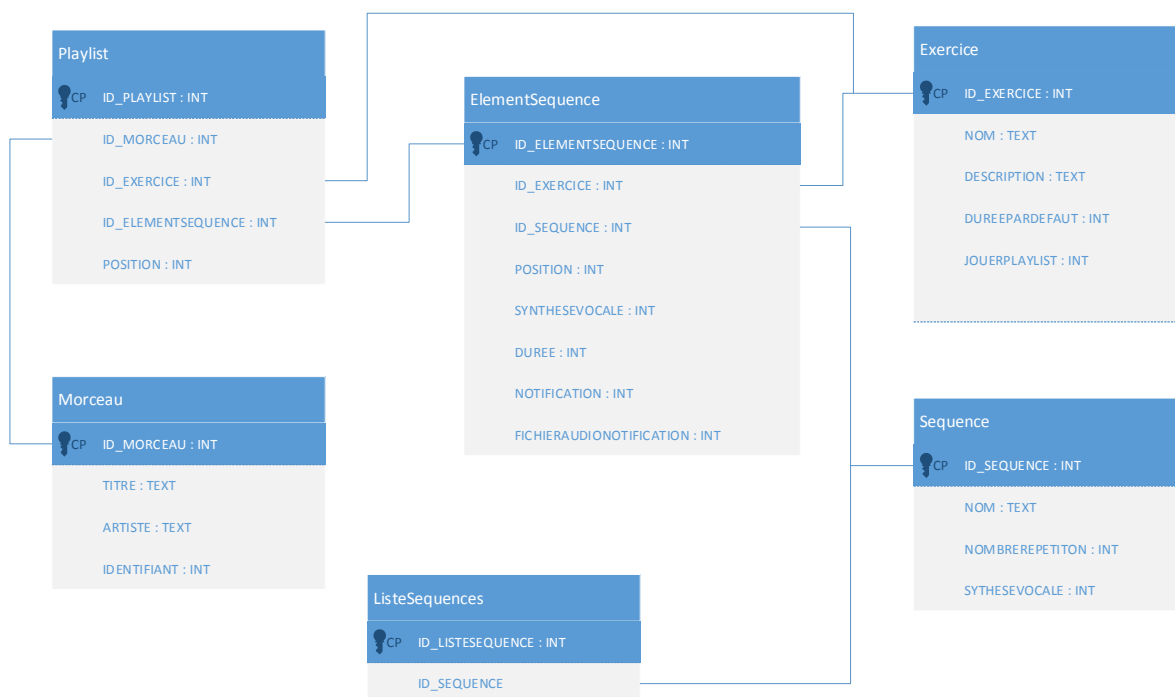 Playlist
CP ID_PLAYLIST : INT
ID_MORCEAU : INT
ID_EXERCICE : INT
ID_ELEMENTSEQUENCE : INT
POSITION : INT
ElementSequence
CP ID_ELEMENTSEQUENCE : INT
ID_EXERCICE : INT
ID_SEQUENCE : INT
POSITION : INT
SYNTHESEVOCALE : INT
DUREE : INT
NOTIFICATION : INT
FICHIERAUDIONOTIFICATION : INT
Exercice
CP ID_EXERCICE : INT
NOM : TEXT
DESCRIPTION : TEXT
DUREEPARDEFAUT : INT
JOUERPLAYLIST : INT
Morceau
CP ID_MORCEAU : INT
TITRE : TEXT
ARTISTE : TEXT
IDENTIFIANT : INT
ListeSequences
CP ID_LISTESEQUENCE : INT
ID_SEQUENCE
Sequence
CP ID_SEQUENCE : INT
NOM : TEXT
NOMBREREPETITON : INT
SYTHESEVOCALE : INT